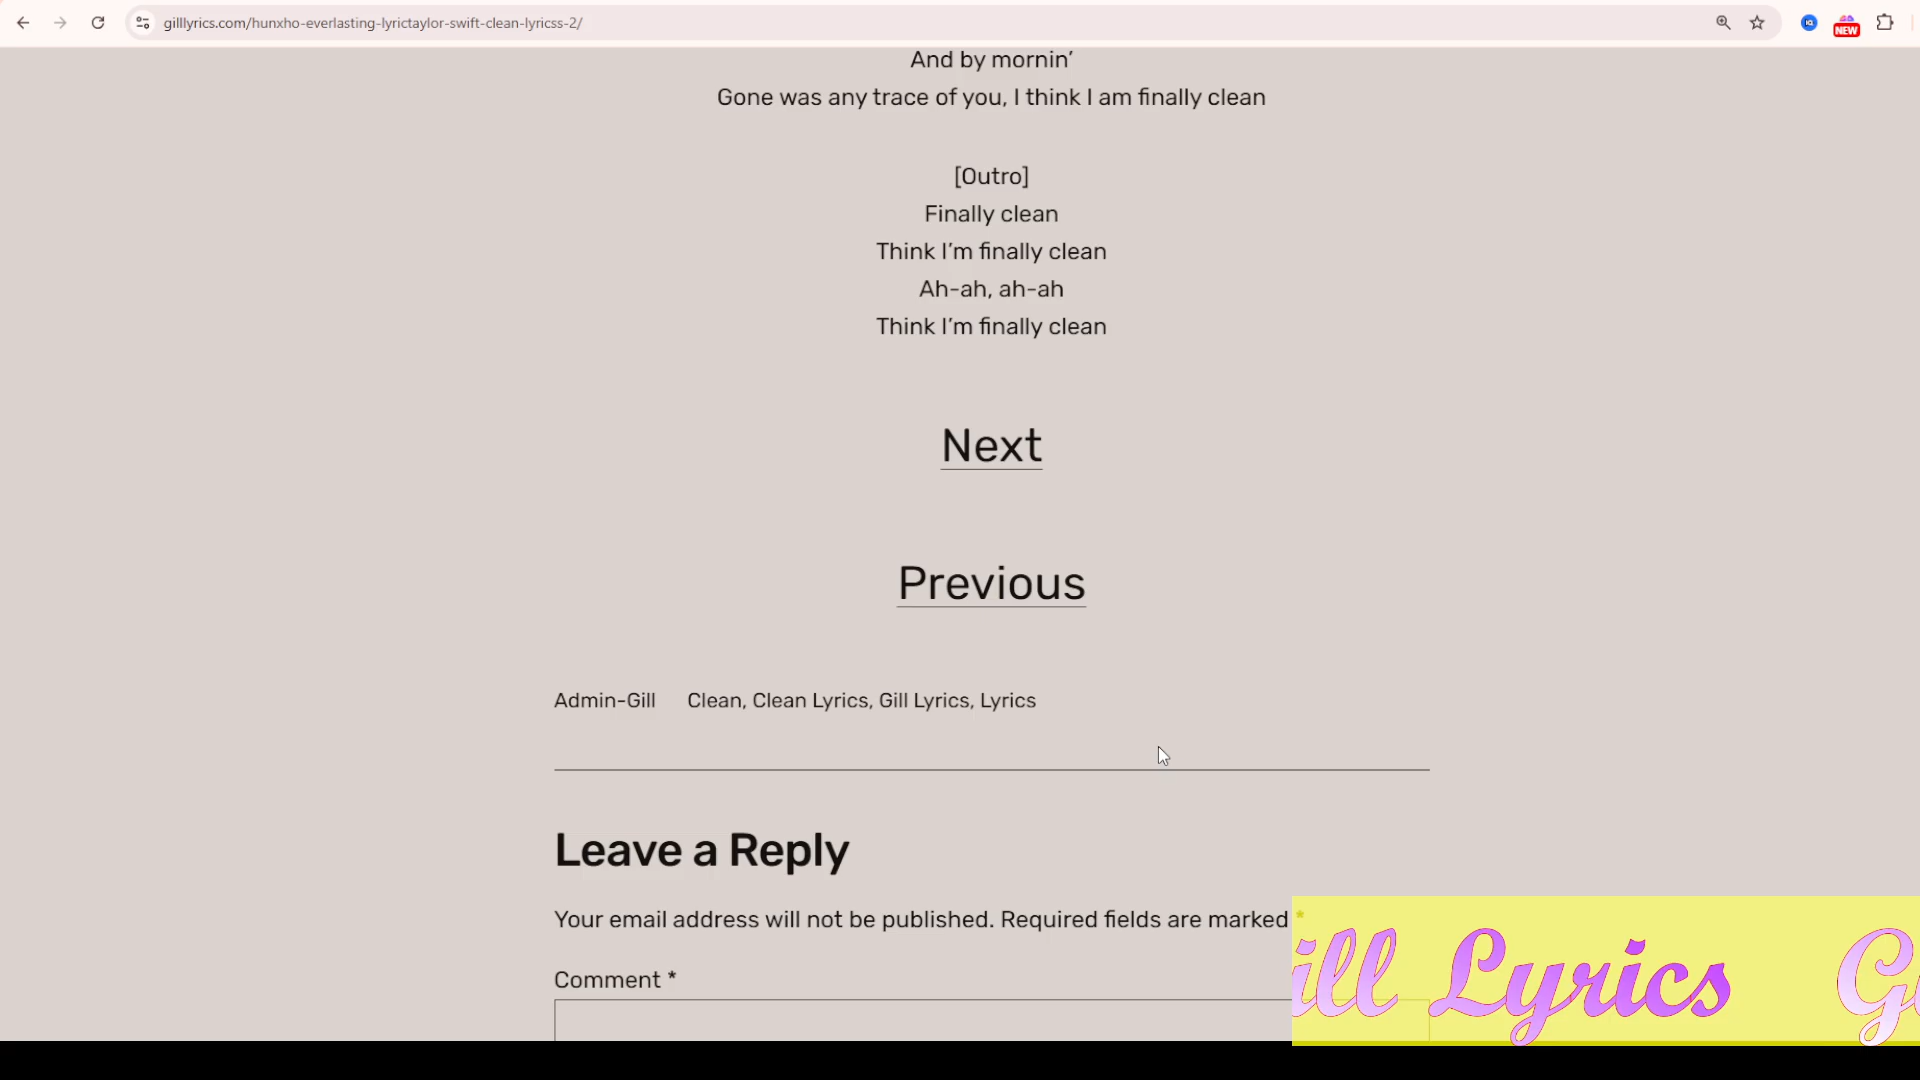 gilllyrics.com/hunxho-everlasting-lyrictaylor-swift-clean-lyricss-2/
NEW
And by mornin’
Gone was any trace of you, I think I am finally clean
[Outro]
Finally clean
Think I’m finally clean
Ah-ah, ah-ah
Think I’m finally clean
Next
Previous
Admin-Gill Clean, Clean Lyrics, Gill Lyrics, Lyrics
Leave a Reply
Your email address will not be published. Required fields are marked *
Comment *
ill Lyrics G